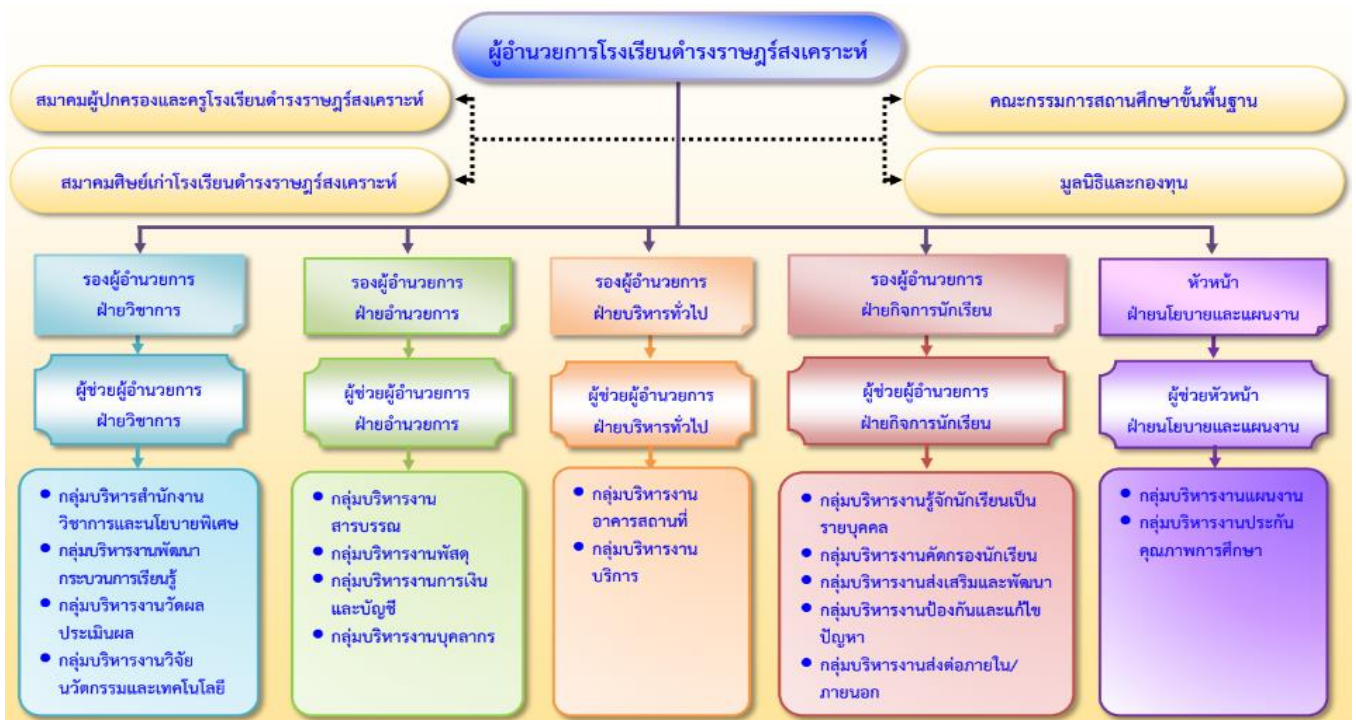 ผู้อำนวยการโรงเรียนดำรงราษฎร์สงเคราะห์
สมาคมผู้ปกครองและครูโรงเรียนดำรงราษฎร์สงเคราะห์
คณะกรรมการสถานศึกษาขั้นพื้นฐาน
สมาคมศิษย์เก่าโรงเรียนดำรงราษฎร์สงเคราะห์
มูลนิธิและกองทุน
รองผู้อำนวยการ
ฝ่ายวิชาการ
ผู้ช่วยผู้อำนวยการ
ฝ่ายวิชาการ
• กลุ่มบริหารสำนักงาน
วิชาการและนโยบายพิเศษ
• กลุ่มบริหารงานพัฒนา
กระบวนการเรียนรู้
• กลุ่มบริหารงานวัดผล
ประเมินผล
• กลุ่มบริหารงานวิจัย
นวัตกรรมและเทคโนโลยี
รองผู้อำนวยการ
ฝ่ายอำนวยการ
ผู้ช่วยผู้อำนวยการ
ฝ่ายอำนวยการ
• กลุ่มบริหารงาน
สารบรรณ
• กลุ่มบริหารงานพัสดุ
• กลุ่มบริหารงานการเงิน
และบัญชี
• กลุ่มบริหารงานบุคลากร
รองผู้อำนวยการ
ฝ่ายบริหารทั่วไป
ผู้ช่วยผู้อำนวยการ
ฝ่ายบริหารทั่วไป
• กลุ่มบริหารงาน
อาคารสถานที่
• กลุ่มบริหารงาน
บริการ
รองผู้อำนวยการ
ฝ่ายกิจการนักเรียน
ผู้ช่วยผู้อำนวยการ
ฝ่ายกิจการนักเรียน
• กลุ่มบริหารงานรู้จักนักเรียนเป็น
รายบุคคล
• กลุ่มบริหารงานคัดกรองนักเรียน
• กลุ่มบริหารงานส่งเสริมและพัฒนา
• กลุ่มบริหารงานป้องกันและแก้ไข
ปัญหา
• กลุ่มบริหารงานส่งต่อภายใน/
ภายนอก
หัวหน้า
ฝ่ายนโยบายและแผนงาน
ผู้ช่วยหัวหน้า
ฝ่ายนโยบายและแผนงาน
• กลุ่มบริหารงานแผนงาน
• กลุ่มบริหารงานประกัน
คุณภาพการศึกษา